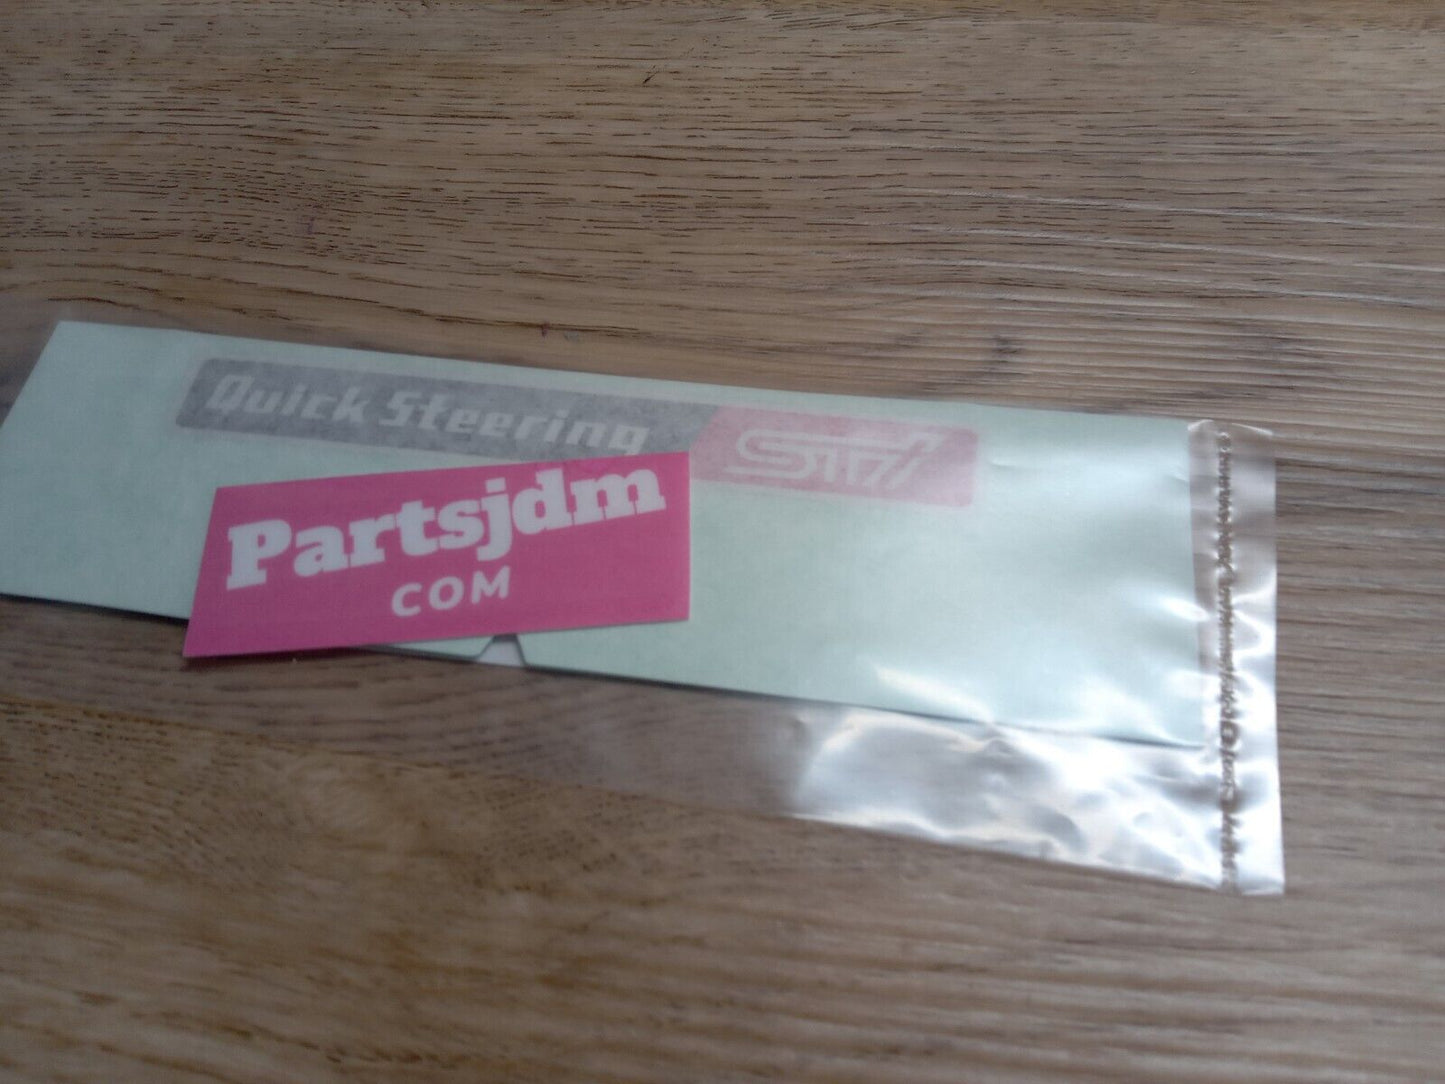 Quick Steering STI
Partsjdm
COM